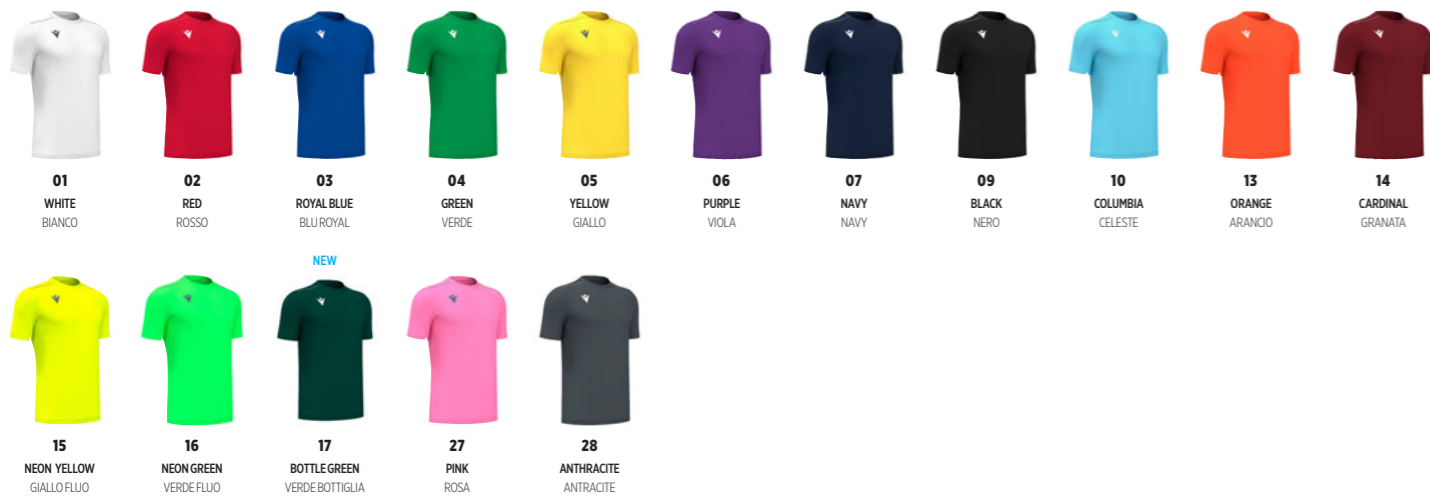 01 02 03 04 05 06 07 09 10 13 14
WHITE RED ROYAL BLUE GREEN YELLOW PURPLE NAVY BLACK COLUMBIA ORANGE CARDINAL
BIANCO ROSSO BLU ROYAL VERDE GIALLO VIOLA NAVY NERO CELESTE ARANCIO GRANATA
NEW
15 16 17 27 28
NEON YELLOW NEON GREEN BOTTLE GREEN PINK ANTHRACITE
GIALLO FLUO VERDE FLUO VERDE BOTTIGLIA ROSA ANTRACITE